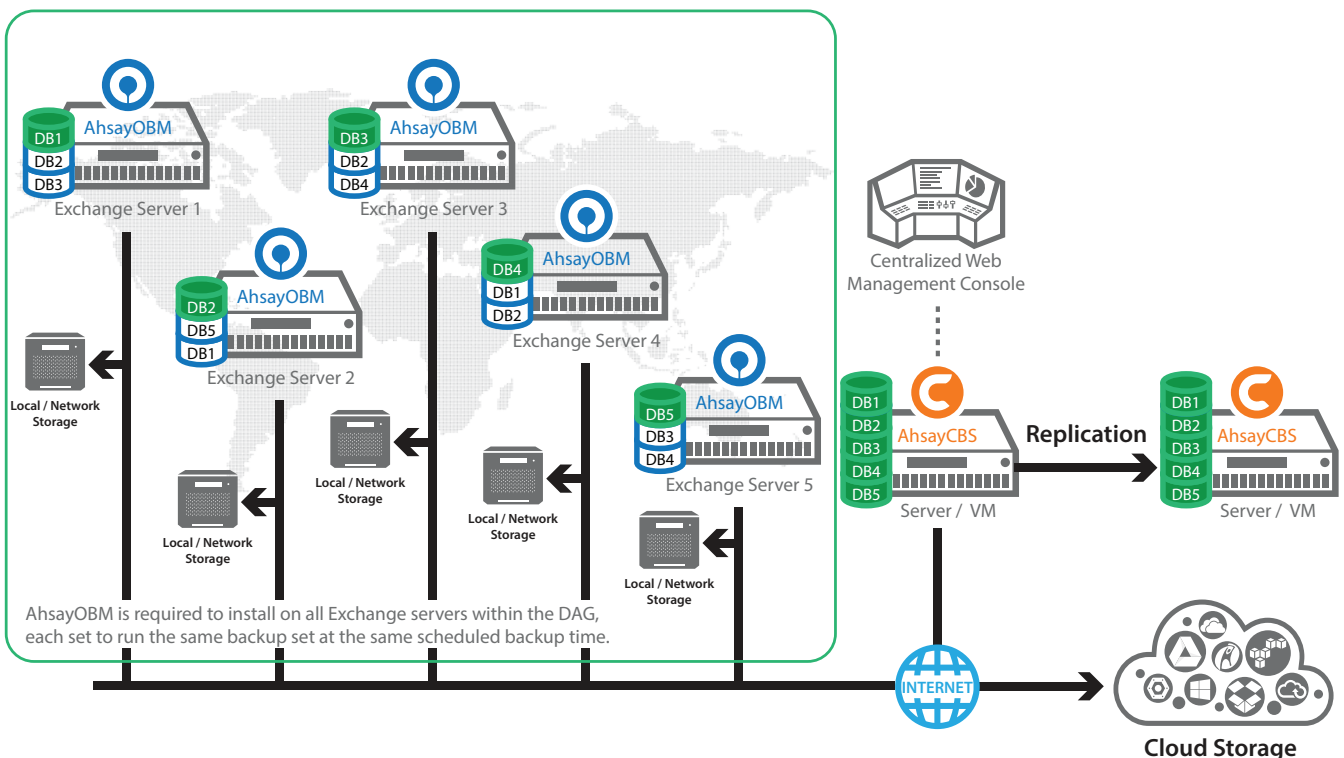 DB1
DB2
DB3
AhsayOBM
Exchange Server 1
DB3
DB2
DB4
AhsayOBM
Exchange Server 3
DB2
DB5
DB1
AhsayOBM
Exchange Server 2
DB4
DB1
DB2
AhsayOBM
Exchange Server 4
DB5
DB3
DB4
AhsayOBM
Exchange Server 5
Local / Network
Storage
Local / Network
Storage
Local / Network
Storage
Local / Network
Storage
Local / Network
Storage
AhsayOBM is required to install on all Exchange servers within the DAG,
each set to run the same backup set at the same scheduled backup time.
Centralized Web
Management Console
DB1
DB2
DB3
DB4
DB5
AhsayCBS
Server / VM
Replication
DB1
DB2
DB3
DB4
DB5
AhsayCBS
Server / VM
INTERNET
Cloud Storage